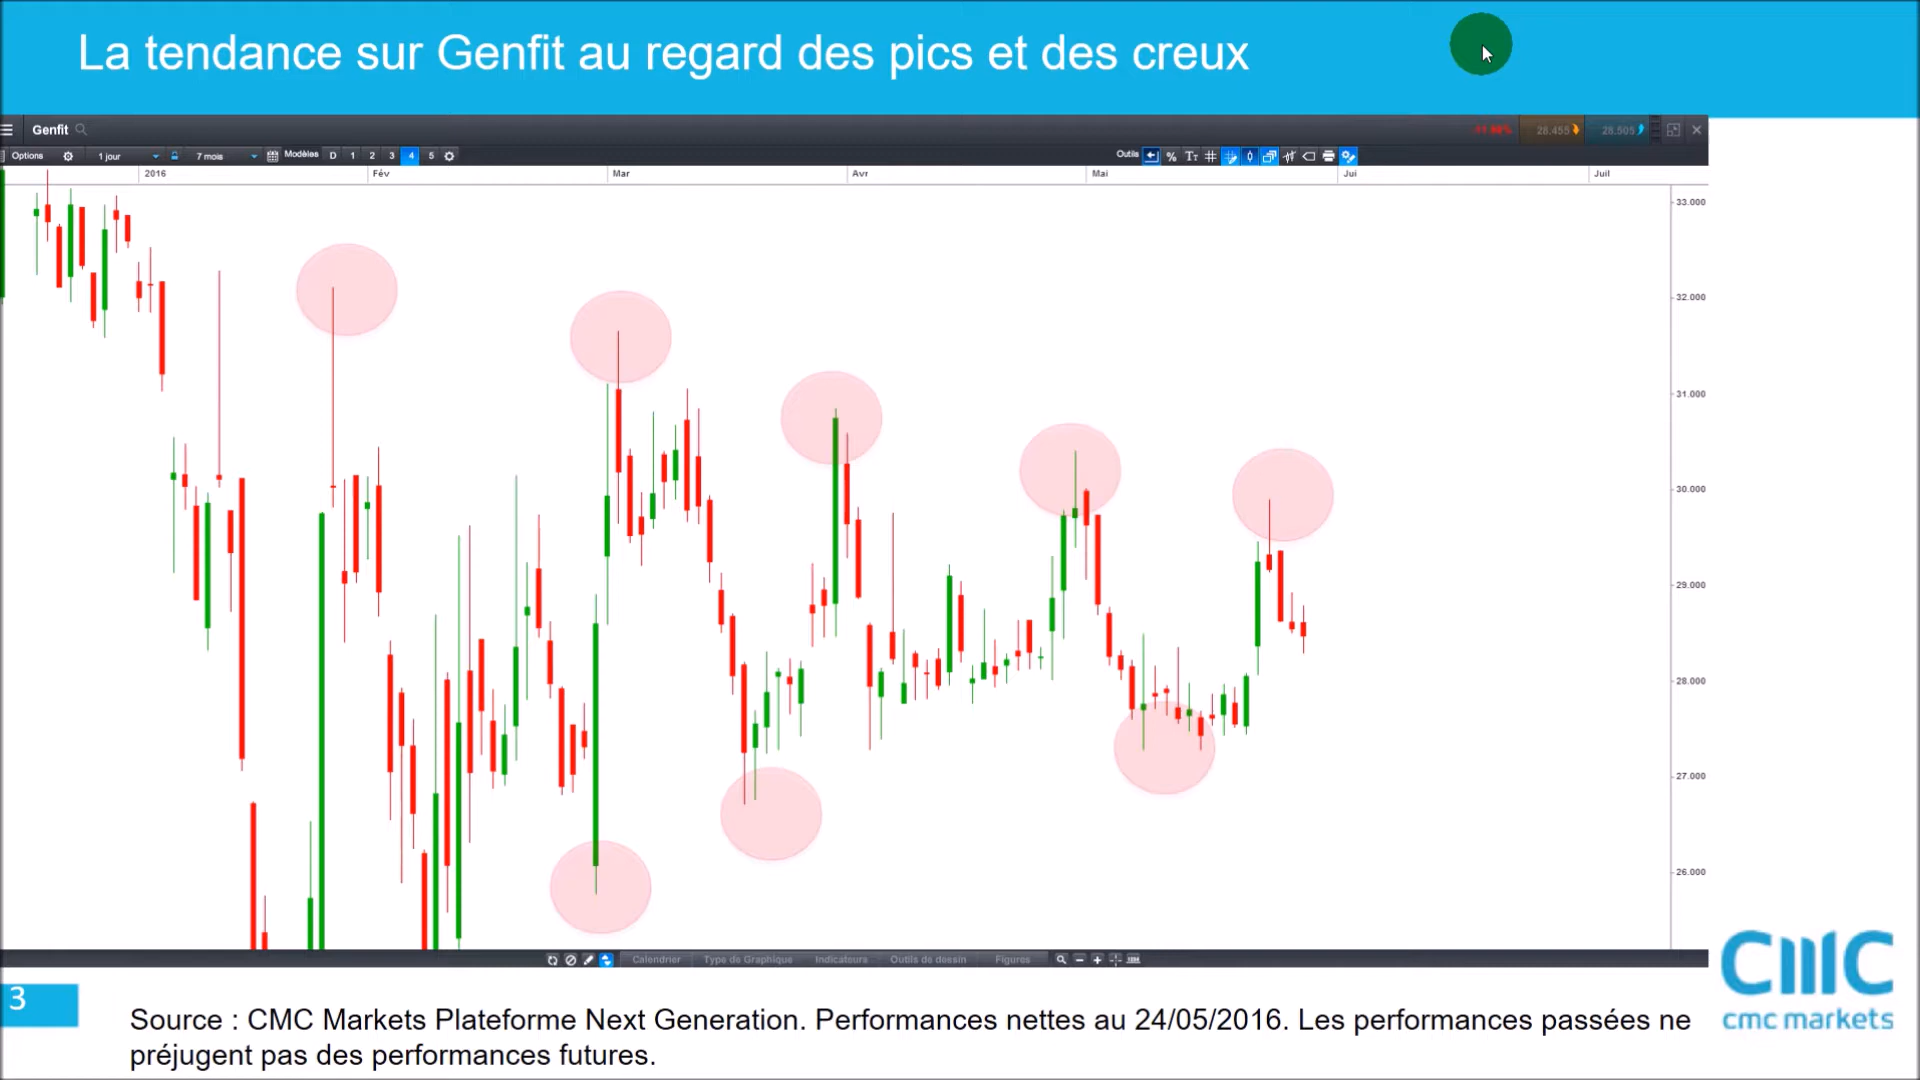 La tendance sur Genfit au regard des pics et des creux
Genfit
28.455 28.505
Options 1 jour 7 mois Modèles D 1 2 3 4 5 Outils % TT
2016 Fév Mar Avr Mai Jui Juil
33.000
32.000
31.000
30.000
29.000
28.000
27.000
26.000
Calendrier Type de Graphique Indicateurs Outils de dessin Figures
CMC
cmc markets
3
Source : CMC Markets Plateforme Next Generation. Performances nettes au 24/05/2016. Les performances passées ne
préjugent pas des performances futures.